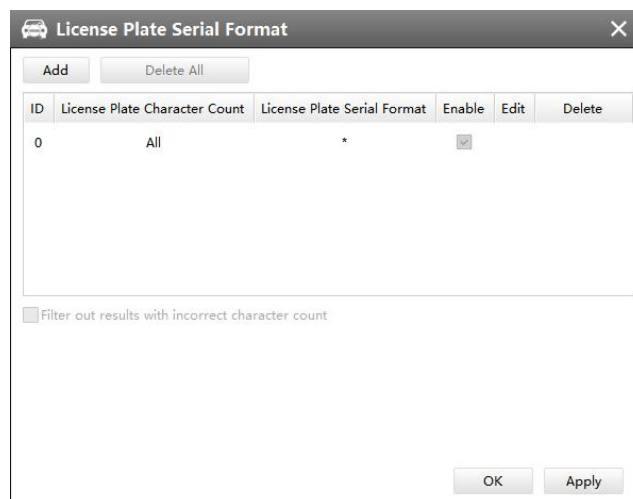 License Plate Serial Format
Add Delete All
ID License Plate Character Count License Plate Serial Format Enable Edit Delete
0 All *
Filter out results with incorrect character count
OK Apply